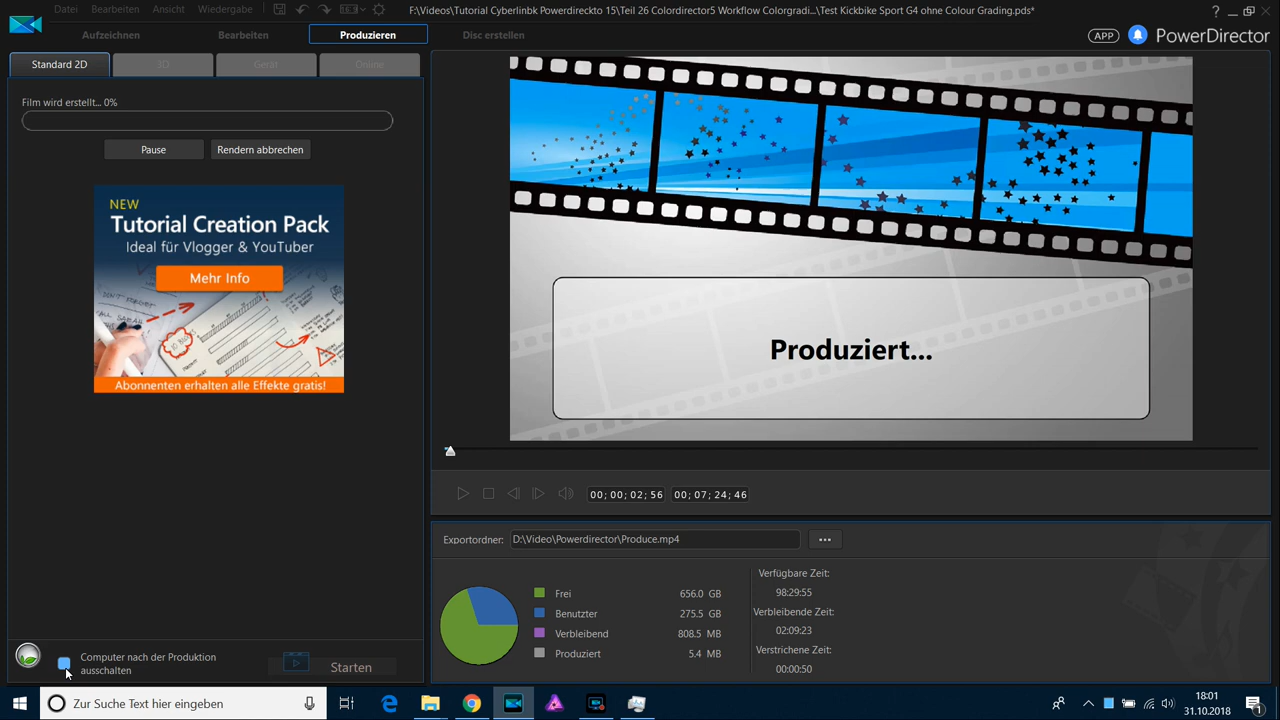 Datei Bearbeiten Ansicht Wiedergabe
F:\Videos\Tutorial Cyberlinbk Powerdireckto 15\Teil 26 Colordirector5 Workflow Colorgradi...\Test Kickbike Sport G4 ohne Colour Grading.pds*
Aufzeichnen Bearbeiten Produzieren Disc erstellen
APP PowerDirector
Standard 2D 3D Gerät Online
Film wird erstellt... 0%
Pause Rendern abbrechen
NEW
Tutorial Creation Pack
Ideal für Vlogger & YouTuber
Mehr Info
Abonnenten erhalten alle Effekte gratis!
Produziert...
00; 00; 02; 56 00; 07; 24; 46
Exportordner: D:\Video\Powerdirector\Produce.mp4 •••
Frei 656.0 GB
Benutzter 275.5 GB
Verbleibend 808.5 MB
Produziert 5.4 MB
Verfügbare Zeit:
98:29:55
Verbleibende Zeit:
02:09:23
Verstrichene Zeit:
00:00:50
Computer nach der Produktion
ausschalten
Starten
Zur Suche Text hier eingeben
18:01
31.10.2018